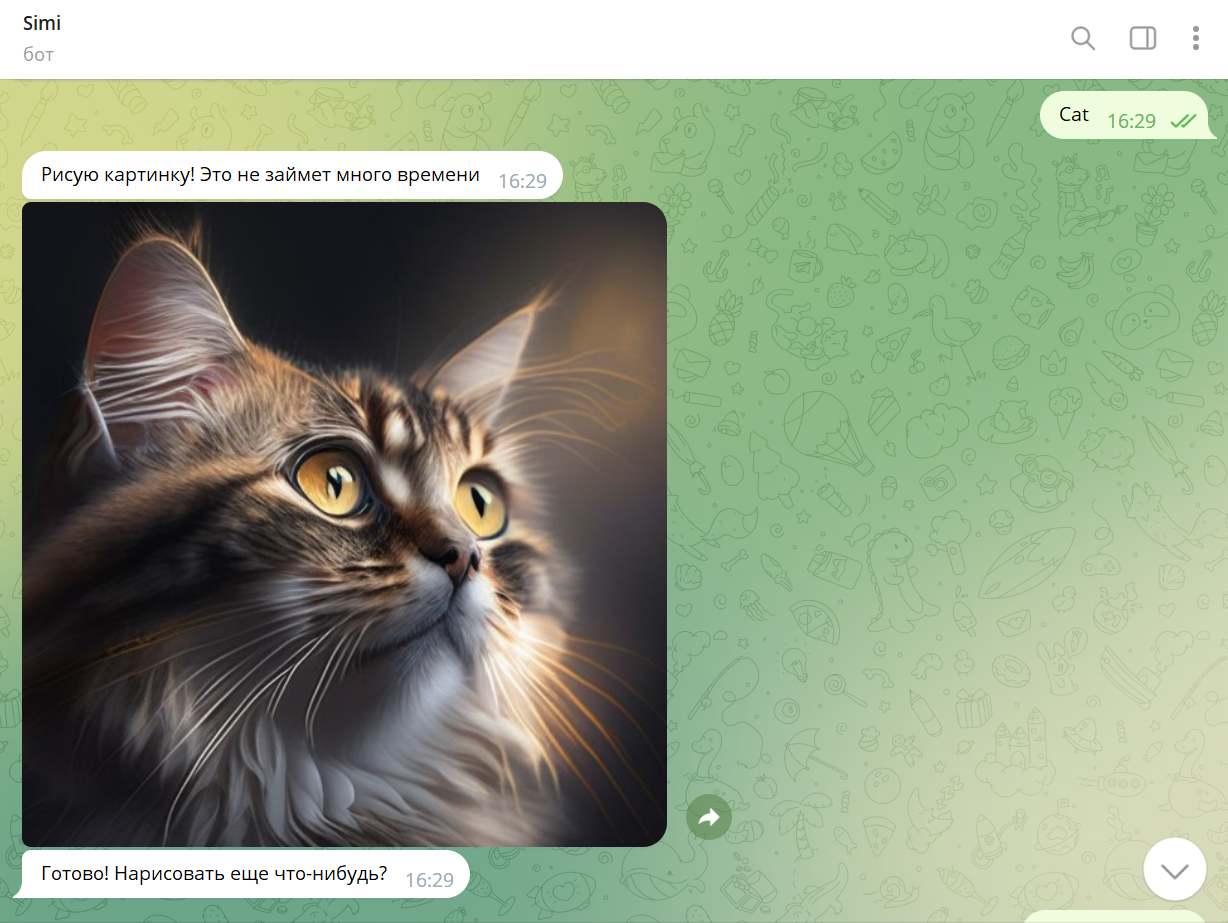 Simi
бот
Cat 16:29
Рисую картинку! Это не займет много времени 16:29
Готово! Нарисовать еще что-нибудь? 16:29